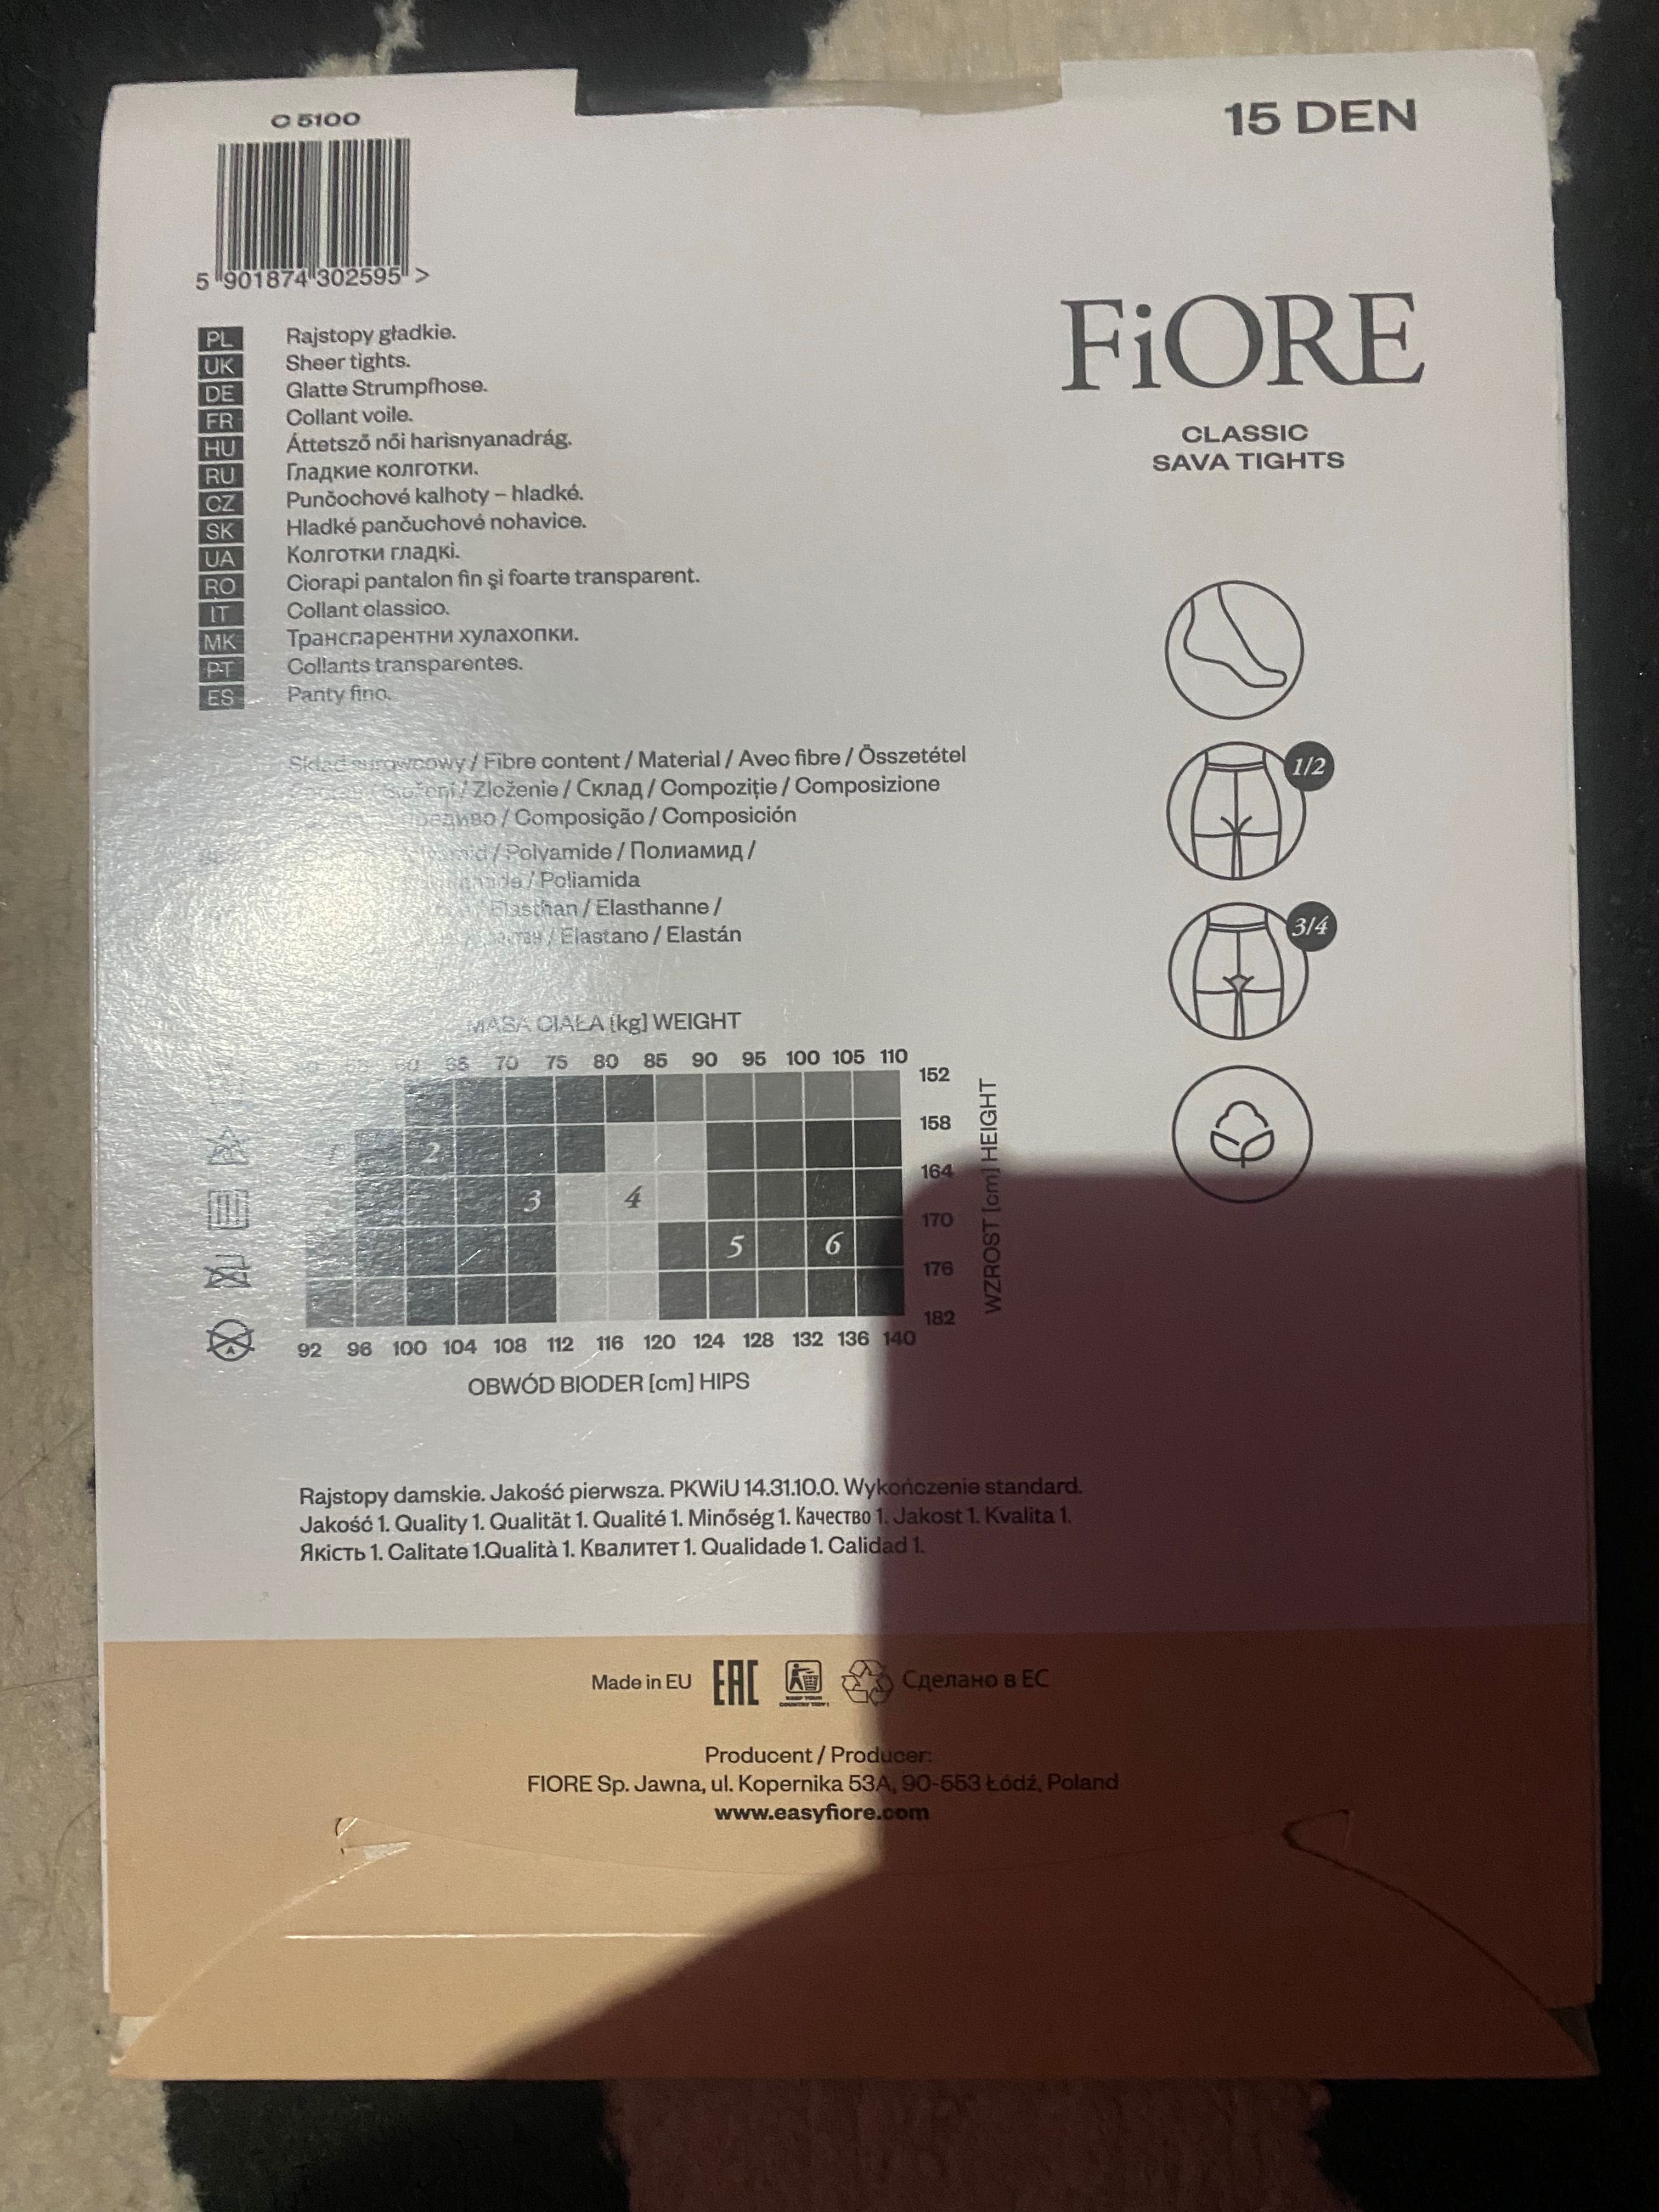 C 5100
15 DEN
5 901874 302595 >
FiORE
CLASSIC
SAVA TIGHTS
PL Rajstopy gładkie.
UK Sheer tights.
DE Glatte Strumpfhose.
FR Collant voile.
HU Áttetsző női harisnyanadrág.
RU Гладкие колготки.
CZ Punčochové kalhoty – hladké.
SK Hladké pančuchové nohavice.
UA Колготки гладкі.
RO Ciorapi pantalon fin și foarte transparent.
IT Collant classico.
MK Транспарентни хулахопки.
PT Collants transparentes.
ES Panty fino.
1/2
3/4
Skład surowcowy / Fibre content / Material / Avec fibre / Összetétel
/ Zloženie / Склад / Compoziție / Composizione
/ Composição / Composición
/ Polyamide / Полиамид /
/ Poliamida
/ Elasthan / Elasthanne /
/ Elastano / Elastán
MASA CIAŁA [kg] WEIGHT
60 65 70 75 80 85 90 95 100 105 110
152
158
164
170
176
182
WZROST [cm] HEIGHT
2
3 4
5 6
92 96 100 104 108 112 116 120 124 128 132 136 140
OBWÓD BIODER [cm] HIPS
A
Rajstopy damskie. Jakość pierwsza. PKWiU 14.31.10.0. Wykończenie standard.
Jakość 1. Quality 1. Qualität 1. Qualité 1. Minőség 1. Качество 1. Jakost 1. Kvalita 1.
Якість 1. Calitate 1.Qualità 1. Квалитет 1. Qualidade 1. Calidad 1.
Made in EU EAC KEEP YOUR COUNTRY TIDY! Сделано в ЕС
Producent / Producer:
FIORE Sp. Jawna, ul. Kopernika 53A, 90-553 Łódź, Poland
www.easyfiore.com